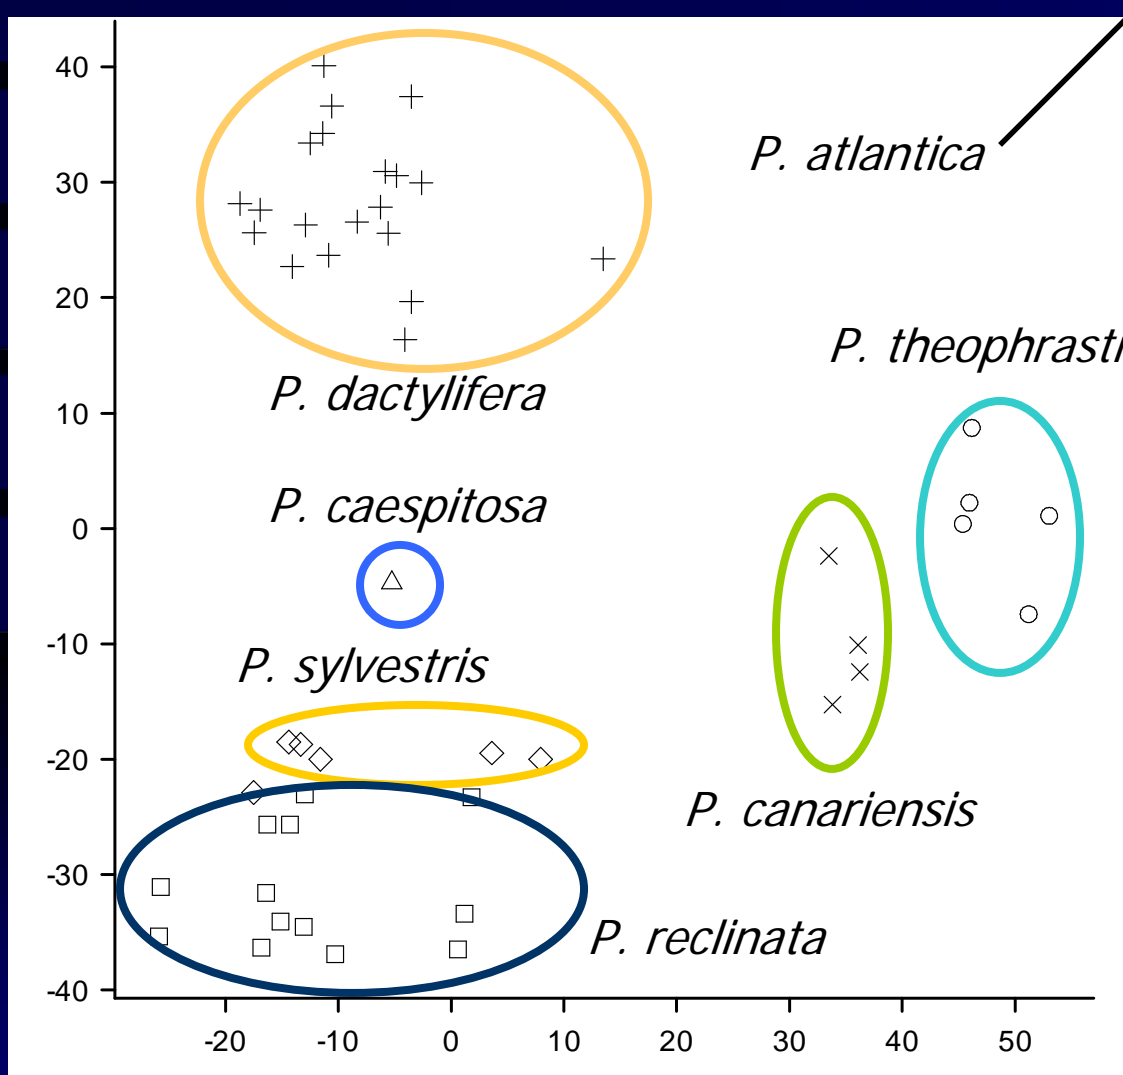 40
P. atlantica
30
20
P. theophrasti
P. dactylifera
10
P. caespitosa
0
-10
P. sylvestris
-20
P. canariensis
-30
P. reclinata
-40
-20 -10 0 10 20 30 40 50